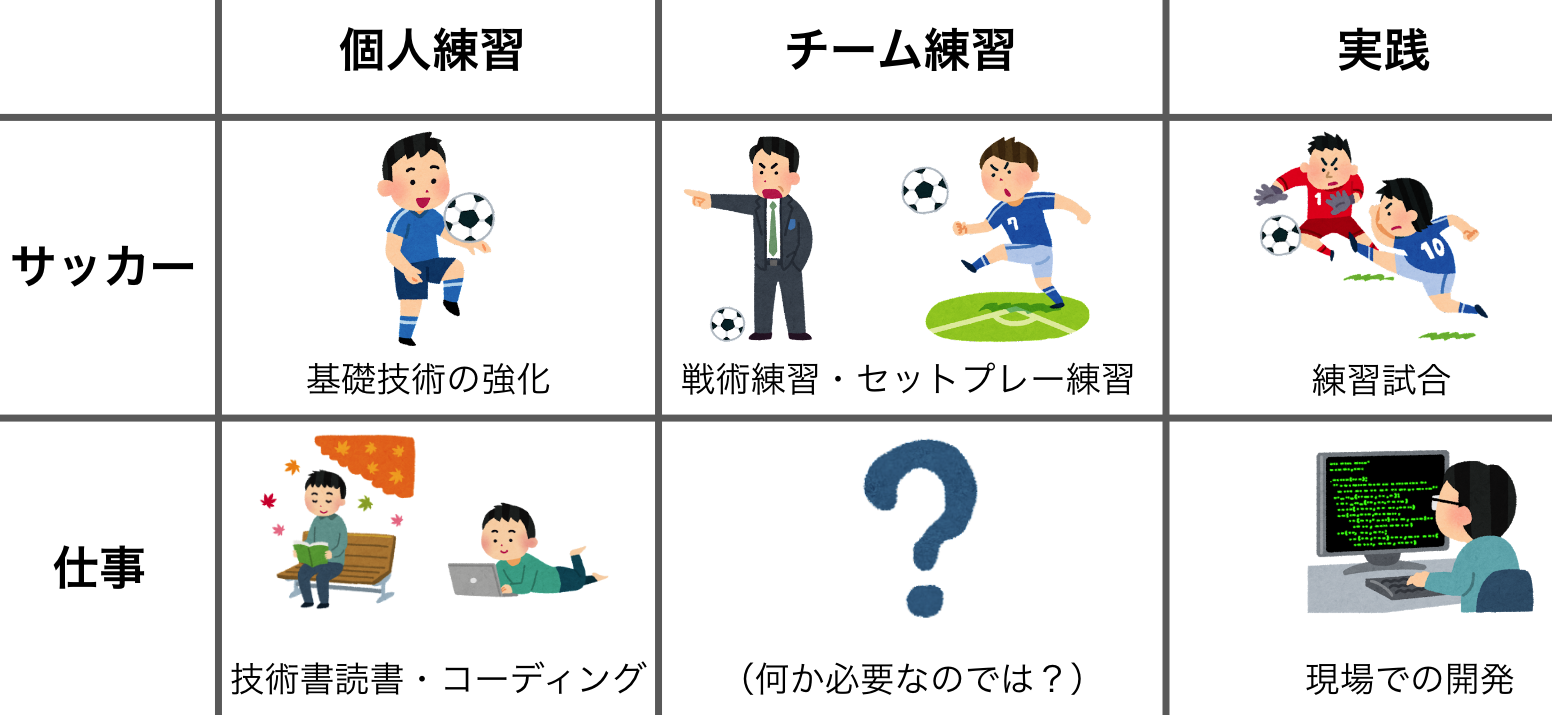 個人練習
チーム練習
実践
サッカー
基礎技術の強化
戦術練習・セットプレー練習
練習試合
仕事
技術書読書・コーディング
（何か必要なのでは？）
現場での開発
1
7
10